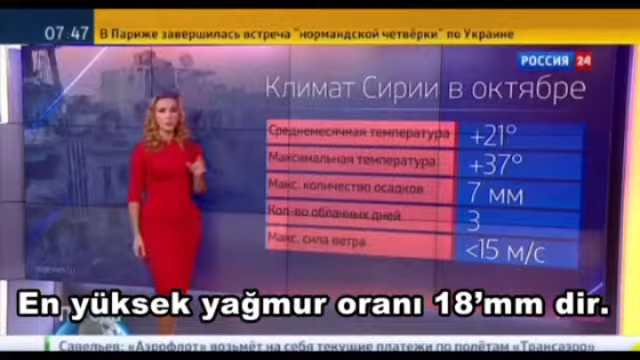 07:47
В Париже завершилась встреча "нормандской четвёрки" по Украине
РОССИЯ 24
Климат Сирии в октябре
Среднемесячная температура +21°
Максимальная температура +37°
Макс. количество осадков 7 мм
Кол-во облачных дней 3
Макс. сила ветра <15 м/с
En yüksek yağmur oranı 18'mm dir.
Савельев: «Аэрофлот» возьмёт на себя текущие платежи по полётам «Трансаэро»